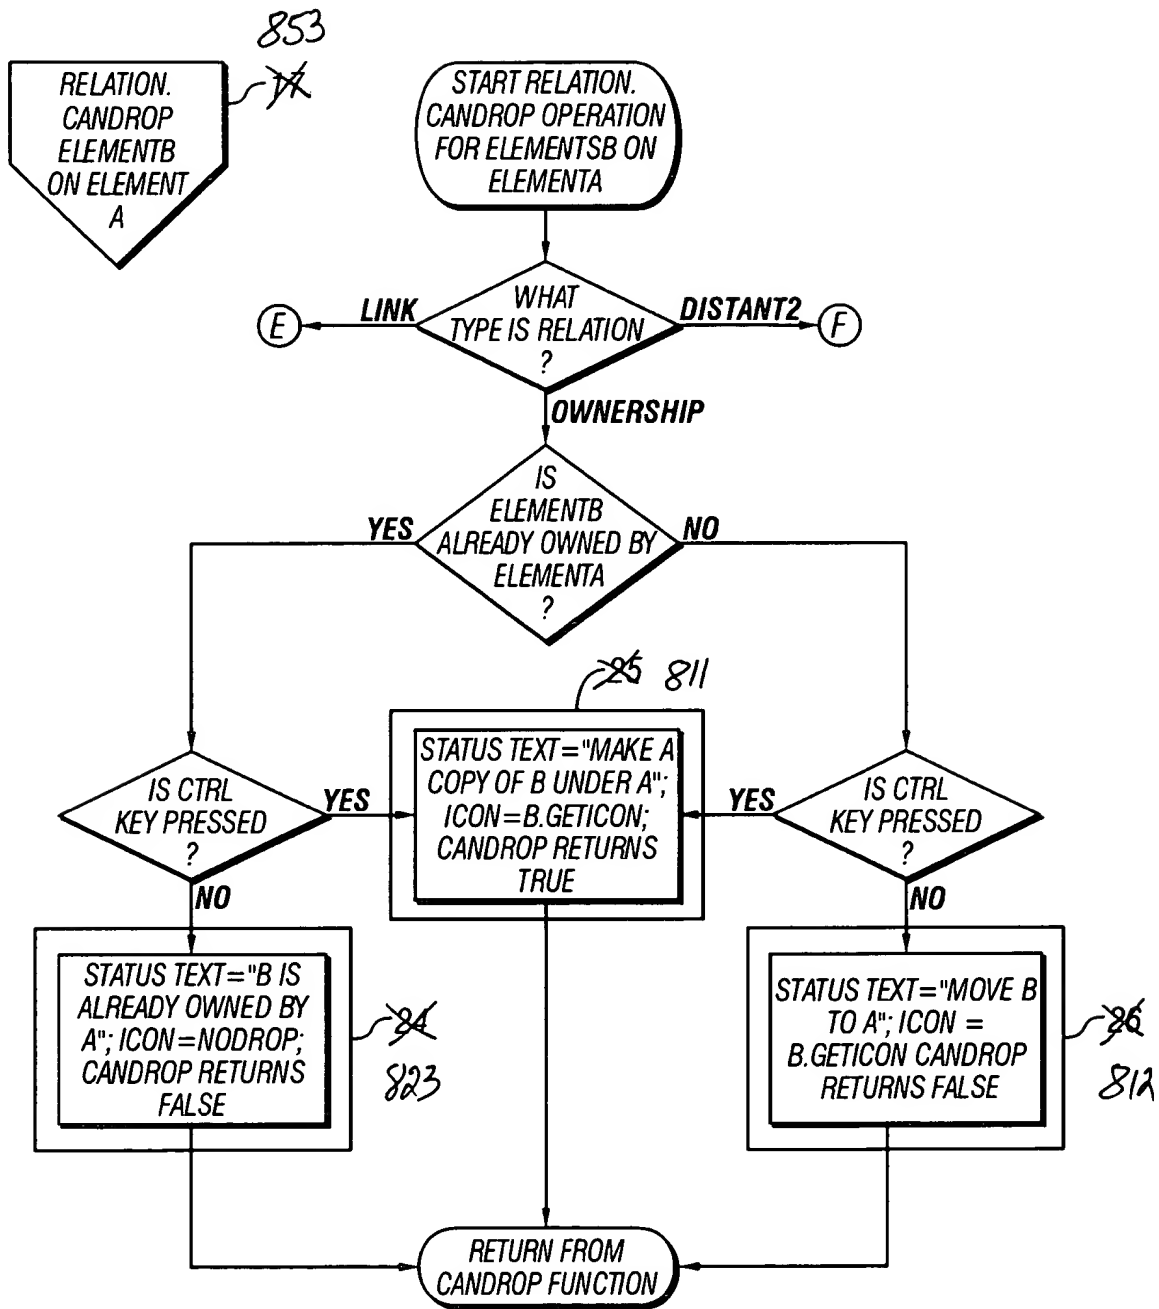 853
17
RELATION.
CANDROP
ELEMENTB
ON ELEMENT
A
START RELATION.
CANDROP OPERATION
FOR ELEMENTSB ON
ELEMENTA
WHAT
TYPE IS RELATION
?
LINK
E
DISTANT2
F
OWNERSHIP
IS
ELEMENTB
ALREADY OWNED BY
ELEMENTA
?
YES
NO
25 811
STATUS TEXT="MAKE A
COPY OF B UNDER A";
ICON=B.GETICON;
CANDROP RETURNS
TRUE
IS CTRL
KEY PRESSED
?
YES
NO
IS CTRL
KEY PRESSED
?
YES
NO
STATUS TEXT="B IS
ALREADY OWNED BY
A"; ICON=NODROP;
CANDROP RETURNS
FALSE
24
823
STATUS TEXT="MOVE B
TO A"; ICON =
B.GETICON CANDROP
RETURNS FALSE
26
812
RETURN FROM
CANDROP FUNCTION